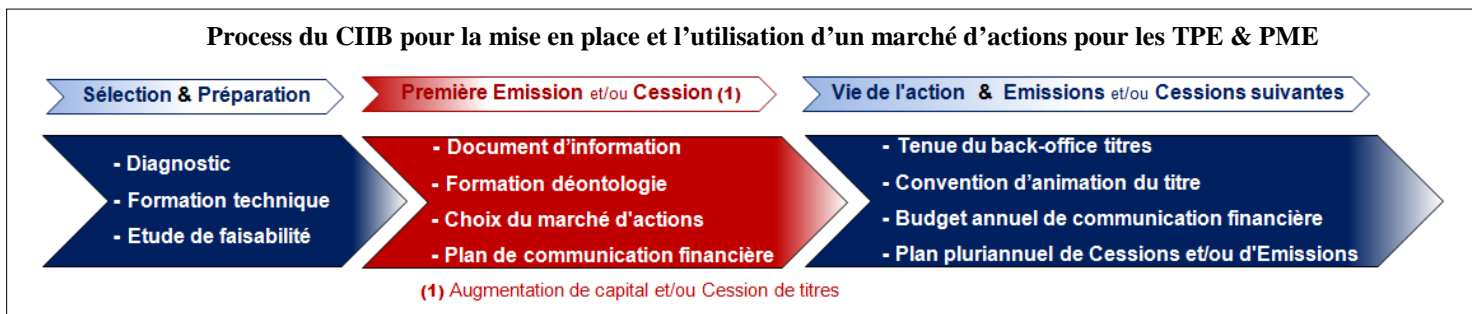 Process du CIIB pour la mise en place et l'utilisation d'un marché d'actions pour les TPE & PME
Sélection & Préparation
- Diagnostic
- Formation technique
- Etude de faisabilité
Première Emission et/ou Cession (1)
- Document d'information
- Formation déontologie
- Choix du marché d'actions
- Plan de communication financière
(1) Augmentation de capital et/ou Cession de titres
Vie de l'action & Emissions et/ou Cessions suivantes
- Tenue du back-office titres
- Convention d'animation du titre
- Budget annuel de communication financière
- Plan pluriannuel de Cessions et/ou d'Emissions